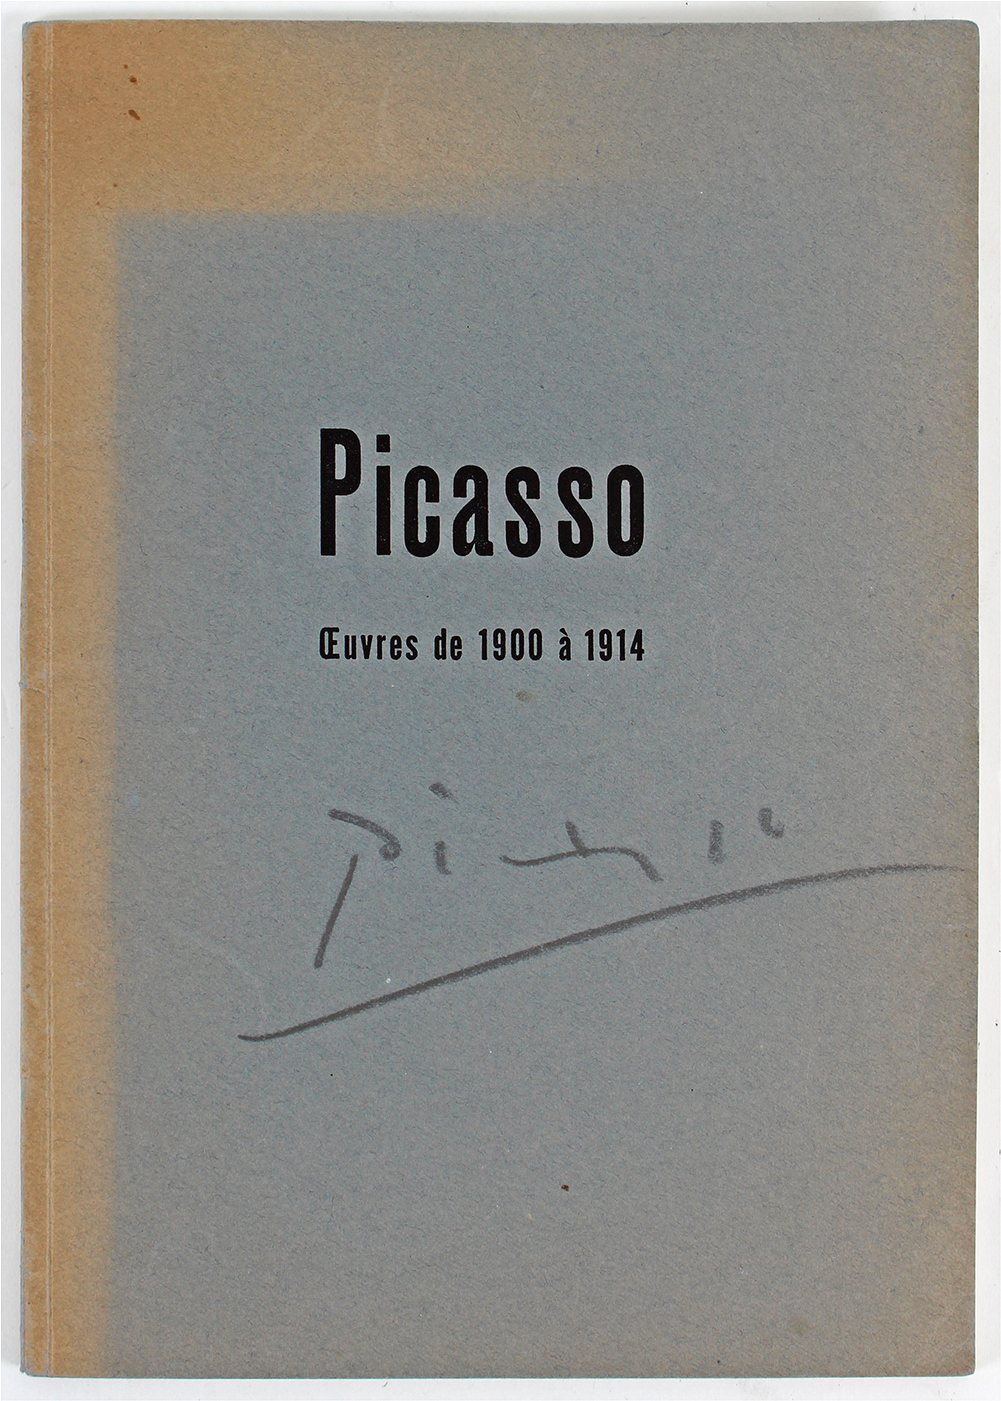 Picasso
Œuvres de 1900 à 1914
Picasso